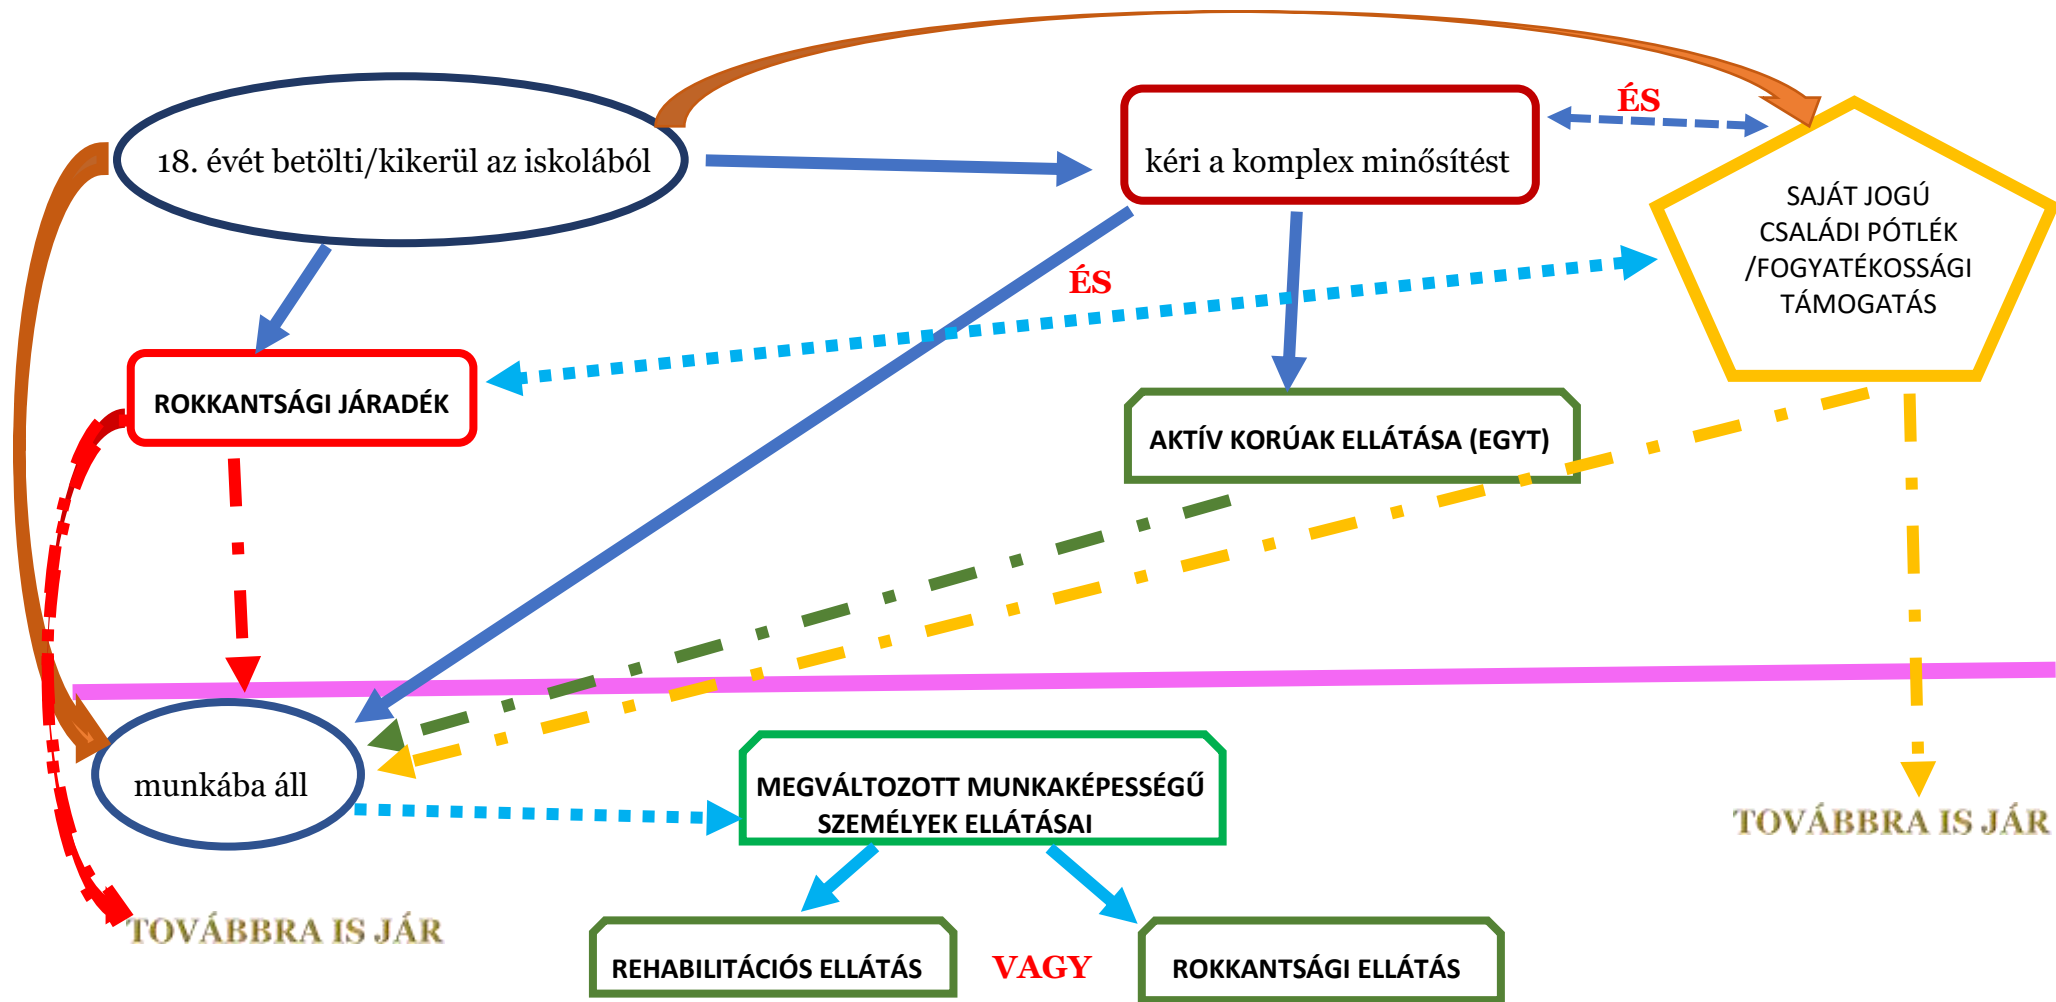 ÉS
18. évét betölti/kikerül az iskolából
kéri a komplex minősítést
SAJÁT JOGÚ
CSALÁDI PÓTLÉK
/FOGYATÉKOSSÁGI
TÁMOGATÁS
ÉS
ROKKANTSÁGI JÁRADÉK
AKTÍV KORÚAK ELLÁTÁSA (EGYT)
munkába áll
MEGVÁLTOZOTT MUNKAKÉPESSÉGŰ
SZEMÉLYEK ELLÁTÁSAI
TOVÁBBRA IS JÁR
TOVÁBBRA IS JÁR
REHABILITÁCIÓS ELLÁTÁS
VAGY
ROKKANTSÁGI ELLÁTÁS